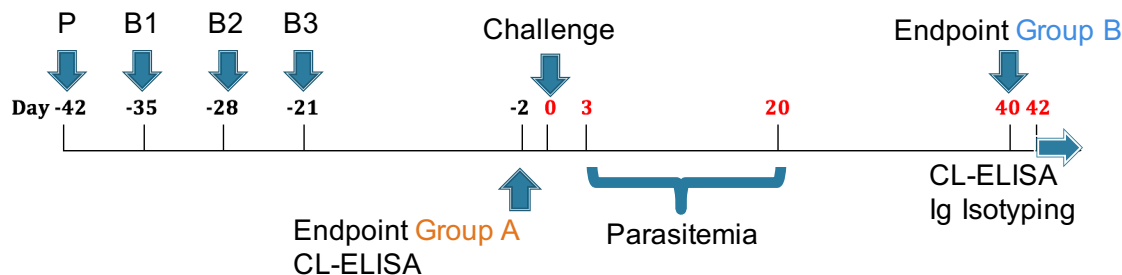 P B1 B2 B3 Challenge Endpoint Group B
Day -42 -35 -28 -21 -2 0 3 20 40 42
Endpoint Group A
CL-ELISA
Parasitemia
CL-ELISA
Ig Isotyping